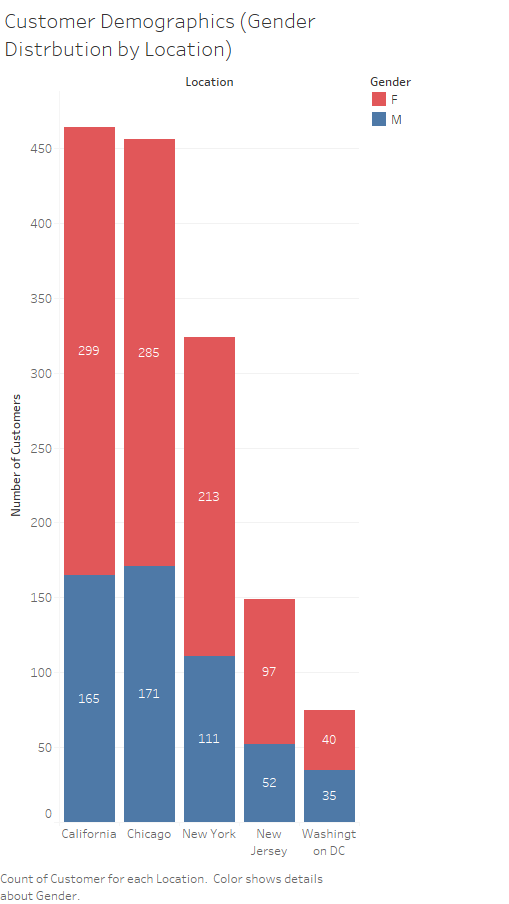 Customer Demographics (Gender
Distrbution by Location)
Location
Gender
F
M
Number of Customers
450
400
350
300
250
200
150
100
50
0
299
285
213
97
40
165
171
111
52
35
California
Chicago
New York
New
Jersey
Washingt
on DC
Count of Customer for each Location.  Color shows details
about Gender.